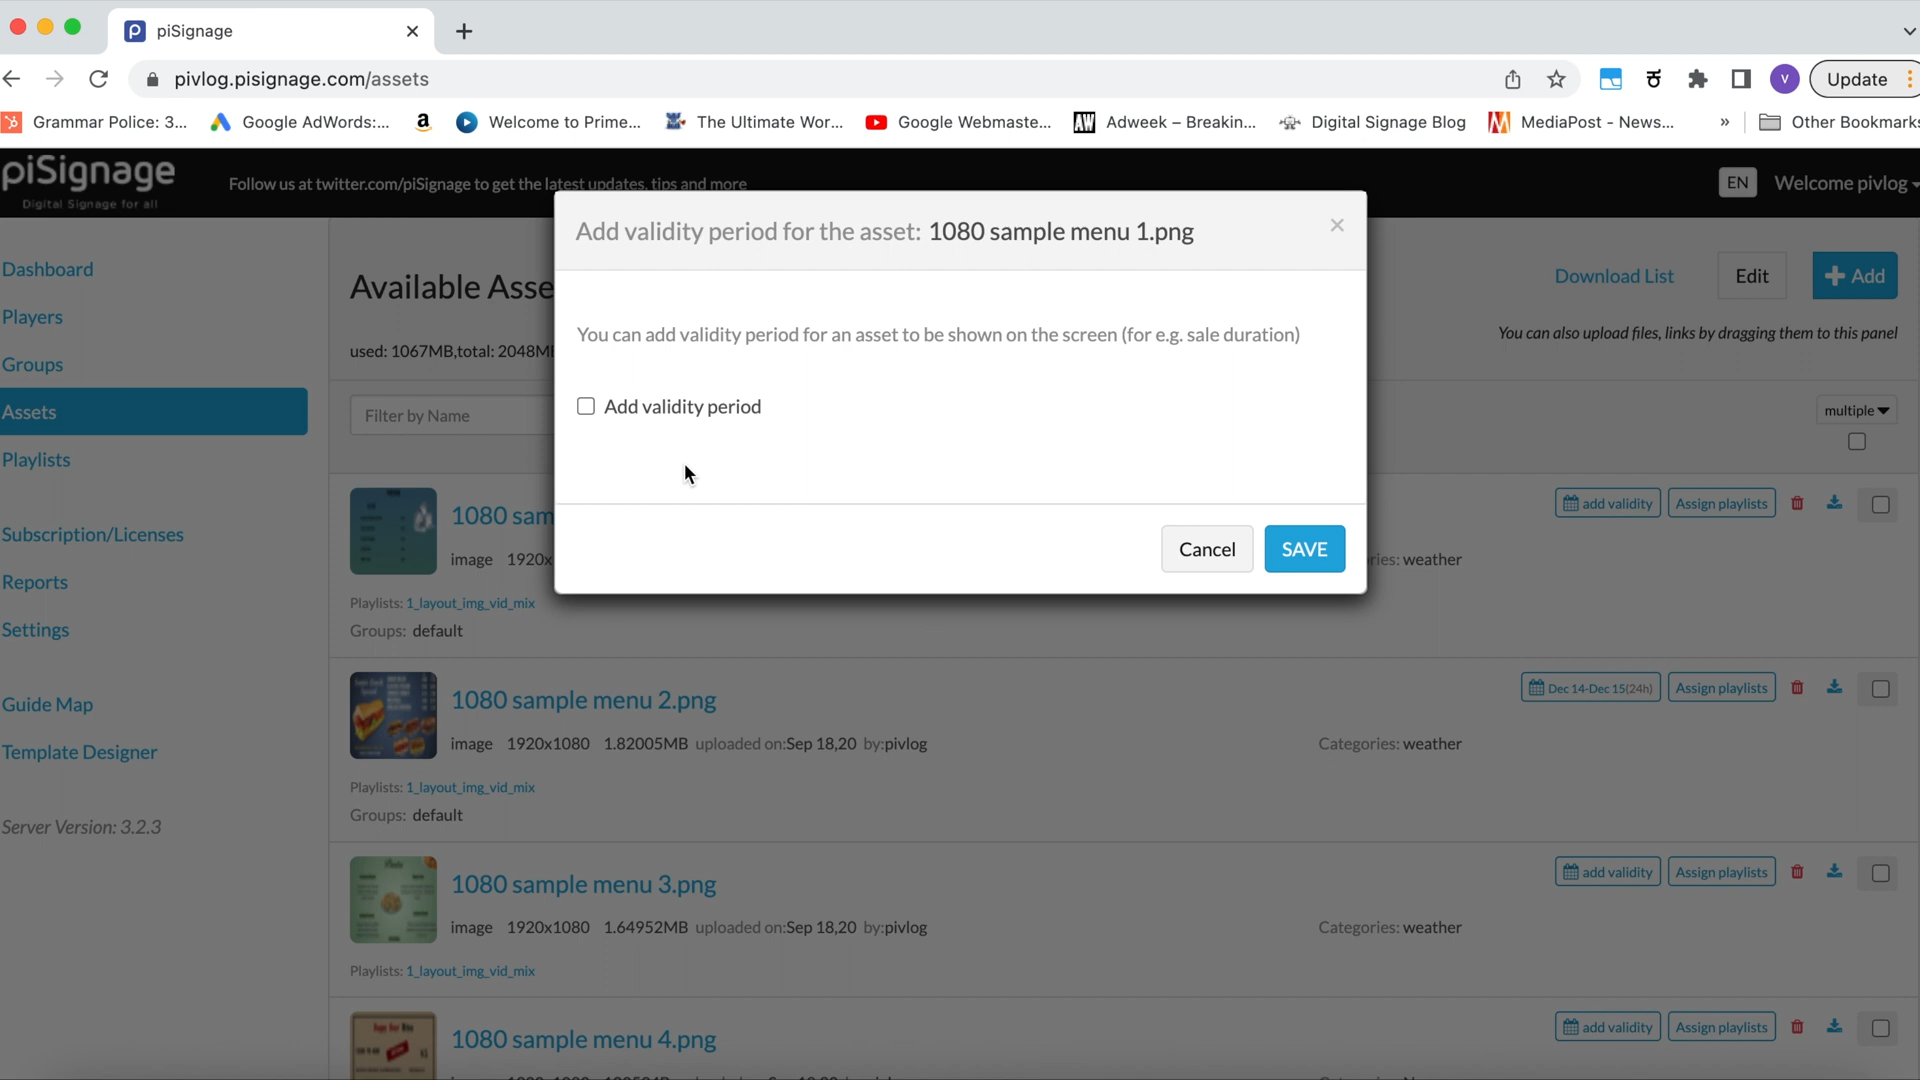 piSignage
pivlog.pisignage.com/assets
V
Update
Grammar Police: 3...
Google AdWords:...
Welcome to Prime...
The Ultimate Wor...
Google Webmaste...
AW
Adweek – Breakin...
Digital Signage Blog
MediaPost - News...
»
Other Bookmarks
piSignage
Digital Signage for all
Follow us at twitter.com/piSignage to get the latest updates, tips and more
EN
Welcome pivlog
Dashboard
Players
Groups
Assets
Playlists
Subscription/Licenses
Reports
Settings
Guide Map
Template Designer
Server Version: 3.2.3
Available Asse
Download List
Edit
Add
You can also upload files, links by dragging them to this panel
used: 1067MB,total: 2048M
Filter by Name
multiple
Add validity period for the asset: 1080 sample menu 1.png
×
You can add validity period for an asset to be shown on the screen (for e.g. sale duration)
Add validity period
Cancel
SAVE
1080 sam
add validity
Assign playlists
image 1920x
ries: weather
Playlists: 1_layout_img_vid_mix
Groups: default
1080 sample menu 2.png
Dec 14-Dec 15(24h)
Assign playlists
image 1920x1080 1.82005MB uploaded on:Sep 18,20 by:pivlog
Categories: weather
Playlists: 1_layout_img_vid_mix
Groups: default
1080 sample menu 3.png
add validity
Assign playlists
image 1920x1080 1.64952MB uploaded on:Sep 18,20 by:pivlog
Categories: weather
Playlists: 1_layout_img_vid_mix
1080 sample menu 4.png
add validity
Assign playlists